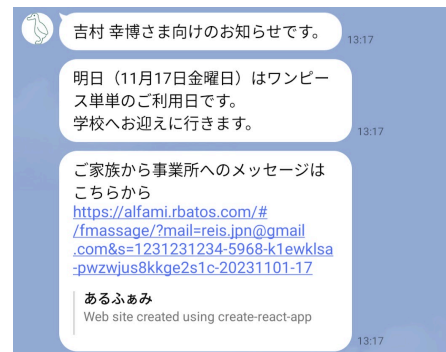 吉村 幸博さま向けのお知らせです。
13:17
明日（11月17日金曜日）はワンピー
ス単単のご利用日です。
学校へお迎えに行きます。
13:17
ご家族から事業所へのメッセージは
こちらから
https://alfami.rbatos.com/#
/fmassage/?mail=reis.jpn@gmail
.com&s=1231231234-5968-k1ewklsa
-pwzwjus8kkge2s1c-20231101-17
あるふぁみ
Web site created using create-react-app
13:17